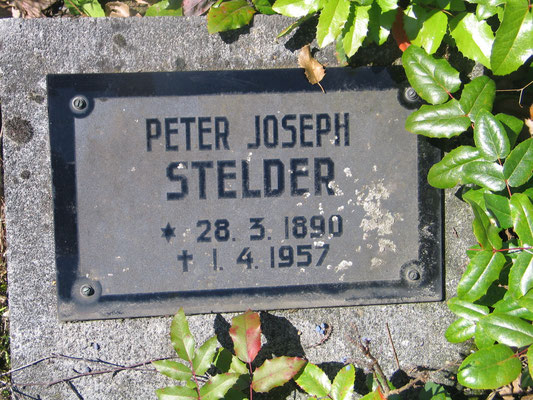 PETER JOSEPH
STELDER
* 28. 3. 1890
† 1. 4. 1957